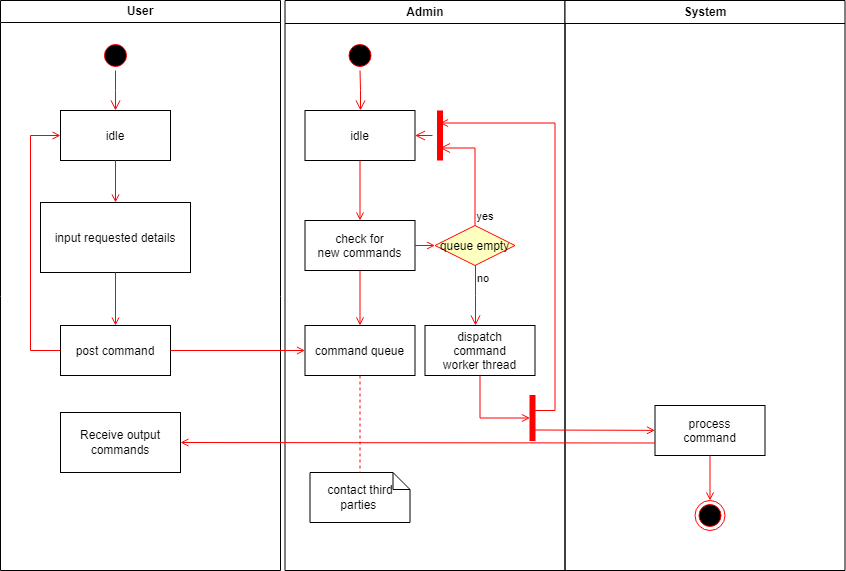 User
Admin
System
idle
idle
input requested details
check for
new commands
queue empty
yes
no
post command
command queue
dispatch
command
worker thread
Receive output
commands
process
command
contact third
parties